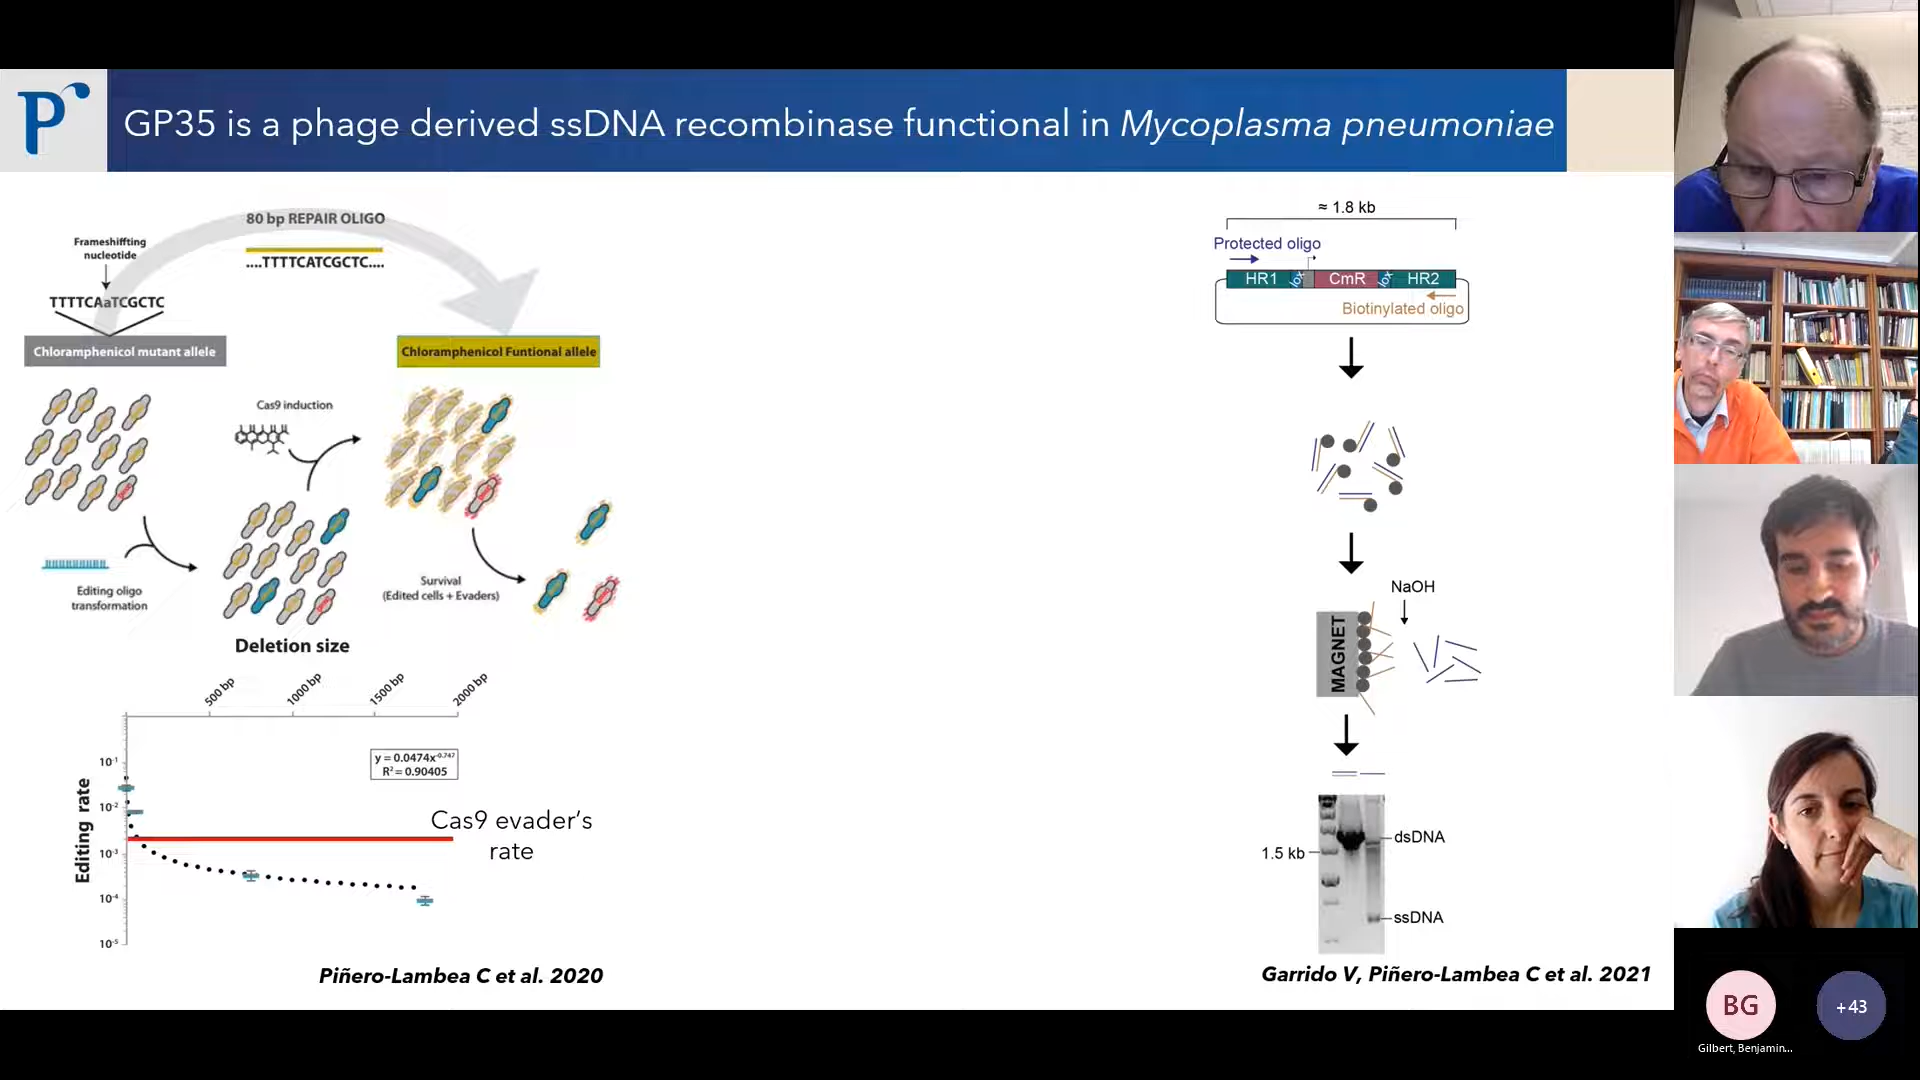 P
GP35 is a phage derived ssDNA recombinase functional in Mycoplasma pneumoniae
80 bp REPAIR OLIGO
....TTTTCATCGCTC....
Frameshiffting
nucleotide
TTTTCAaTCGCTC
Chloramphenicol mutant allele
Chloramphenicol Funtional allele
Cas9 induction
Editing oligo
transformation
Survival
(Edited cells + Evaders)
Deletion size
500 bp
1000 bp
1500 bp
2000 bp
y = 0.0474x-0.747
R² = 0.90405
Editing rate
10-1
10-2
10-3
10-4
10-5
Cas9 evader's
rate
Piñero-Lambea C et al. 2020
≈ 1.8 kb
Protected oligo
HR1 lox CmR lox HR2
Biotinylated oligo
NaOH
MAGNET
dsDNA
1.5 kb
ssDNA
Garrido V, Piñero-Lambea C et al. 2021
BG
+43
Gilbert, Benjamin...